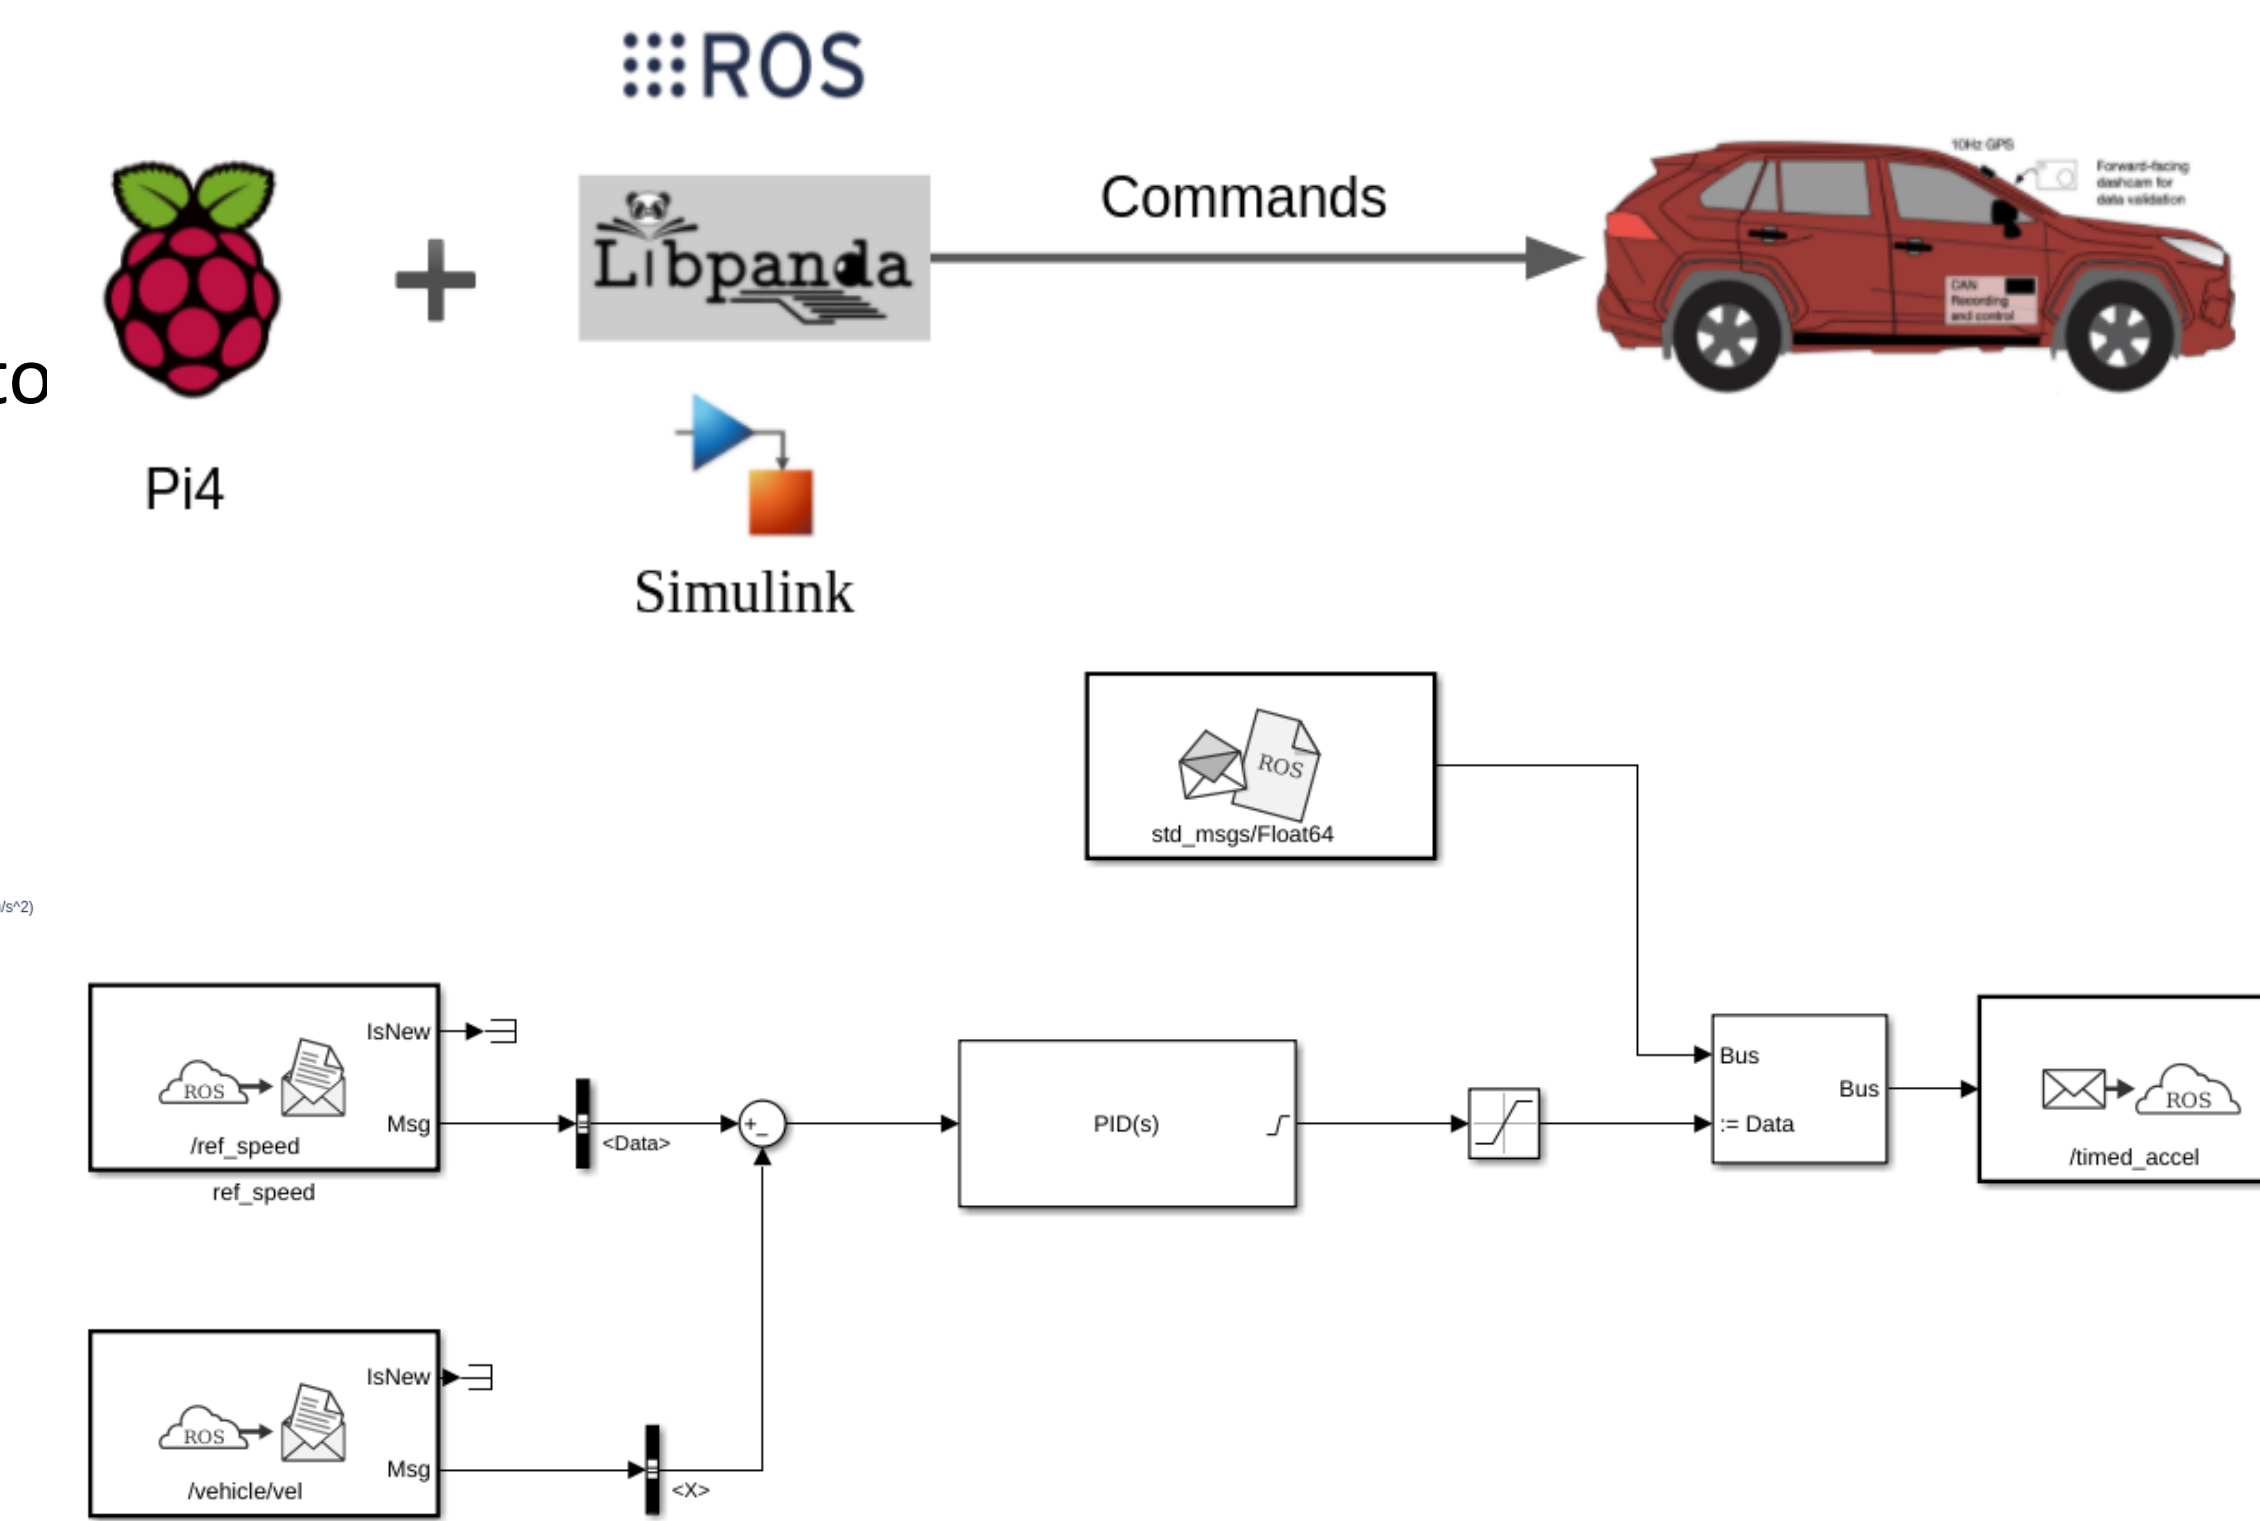 ROS
10Hz GPS
Forward-facing
dashcam for
data validation
Commands
Libpanda
CAN
Recording
and control
to
Pi4
Simulink
ROS
std_msgs/Float64
/s^2)
IsNew
ROS
Msg
/ref_speed
ref_speed
<Data>
+
−
PID(s)
Bus
:= Data
Bus
ROS
/timed_accel
IsNew
ROS
Msg
/vehicle/vel
<X>